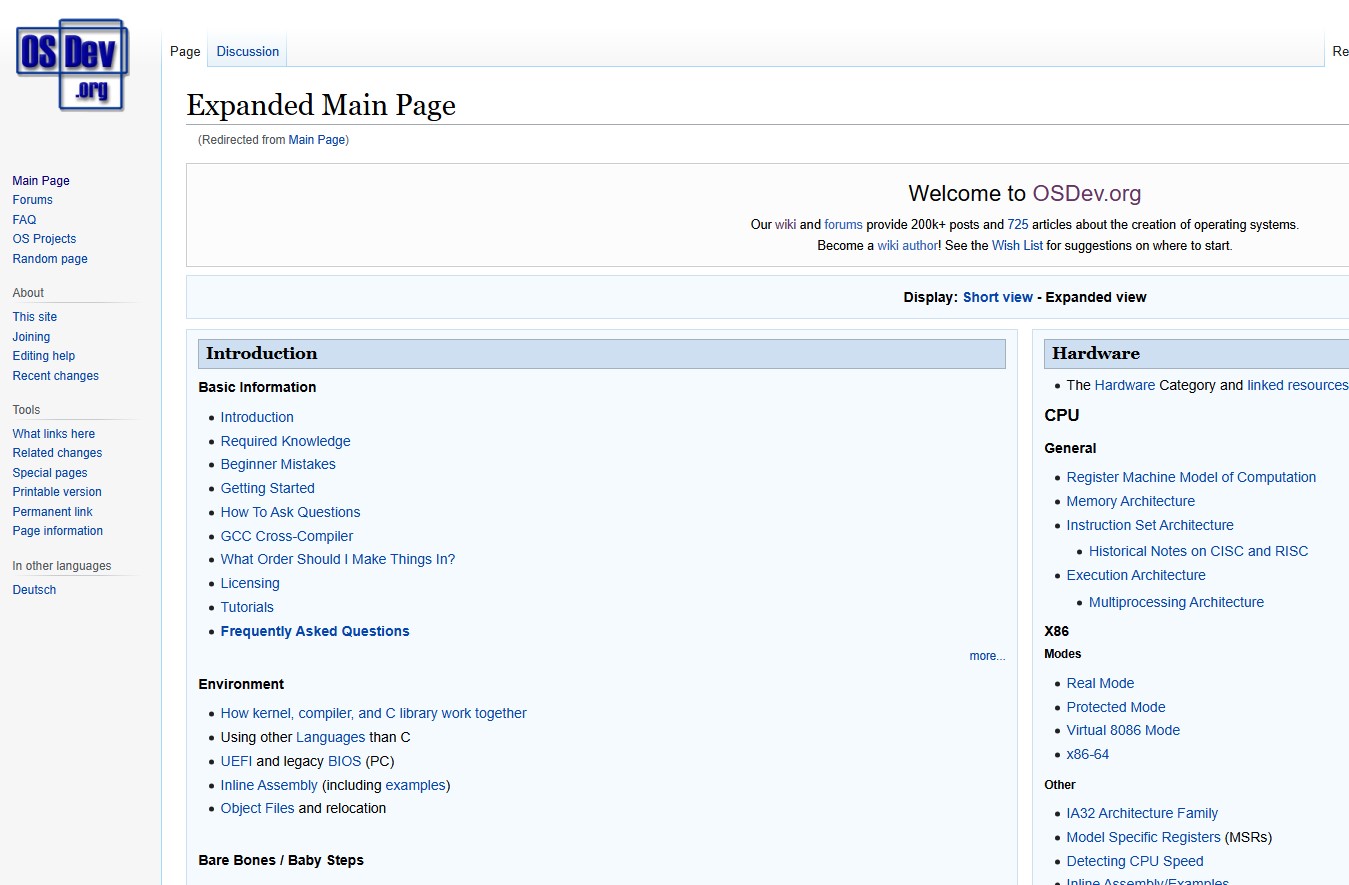 OS Dev
.org
Page
Discussion
Re
Expanded Main Page
(Redirected from Main Page)
Main Page
Forums
FAQ
OS Projects
Random page
About
This site
Joining
Editing help
Recent changes
Tools
What links here
Related changes
Special pages
Printable version
Permanent link
Page information
In other languages
Deutsch
Welcome to OSDev.org
Our wiki and forums provide 200k+ posts and 725 articles about the creation of operating systems.
Become a wiki author! See the Wish List for suggestions on where to start.
Display: Short view - Expanded view
Introduction
Basic Information
Introduction
Required Knowledge
Beginner Mistakes
Getting Started
How To Ask Questions
GCC Cross-Compiler
What Order Should I Make Things In?
Licensing
Tutorials
Frequently Asked Questions
more...
Environment
How kernel, compiler, and C library work together
Using other Languages than C
UEFI and legacy BIOS (PC)
Inline Assembly (including examples)
Object Files and relocation
Bare Bones / Baby Steps
Hardware
The Hardware Category and linked resources
CPU
General
Register Machine Model of Computation
Memory Architecture
Instruction Set Architecture
Historical Notes on CISC and RISC
Execution Architecture
Multiprocessing Architecture
X86
Modes
Real Mode
Protected Mode
Virtual 8086 Mode
x86-64
Other
IA32 Architecture Family
Model Specific Registers (MSRs)
Detecting CPU Speed
Inline Assembly/Examples